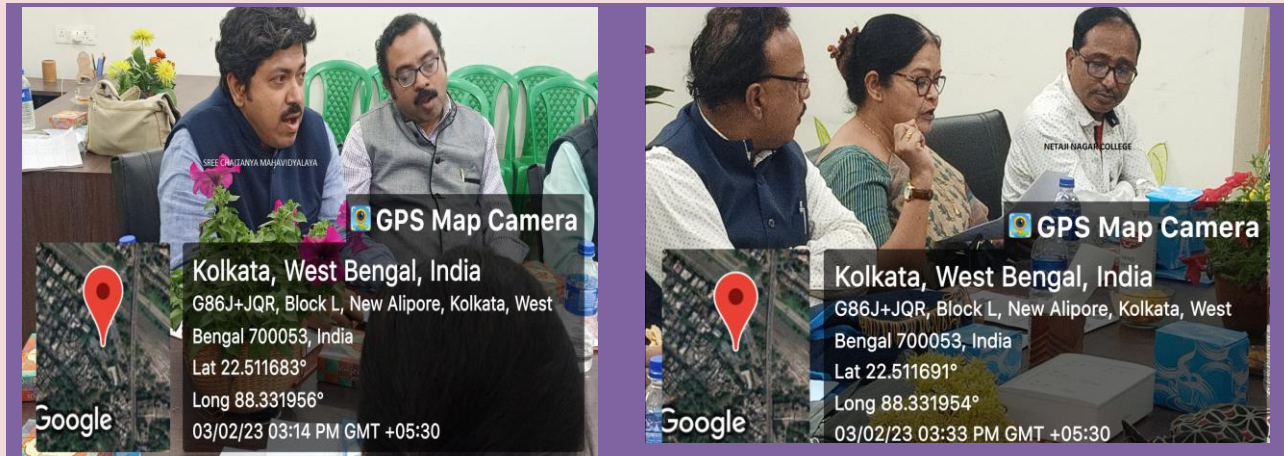 SREE CHAITANYA MAHAVIDYALAYA
GPS Map Camera
Kolkata, West Bengal, India
G86J+JQR, Block L, New Alipore, Kolkata, West
Bengal 700053, India
Lat 22.511683°
Long 88.331956°
03/02/23 03:14 PM GMT +05:30
Google
NETAJI NAGAR COLLEGE
GPS Map Camera
Kolkata, West Bengal, India
G86J+JQR, Block L, New Alipore, Kolkata, West
Bengal 700053, India
Lat 22.511691°
Long 88.331954°
03/02/23 03:33 PM GMT +05:30
Google